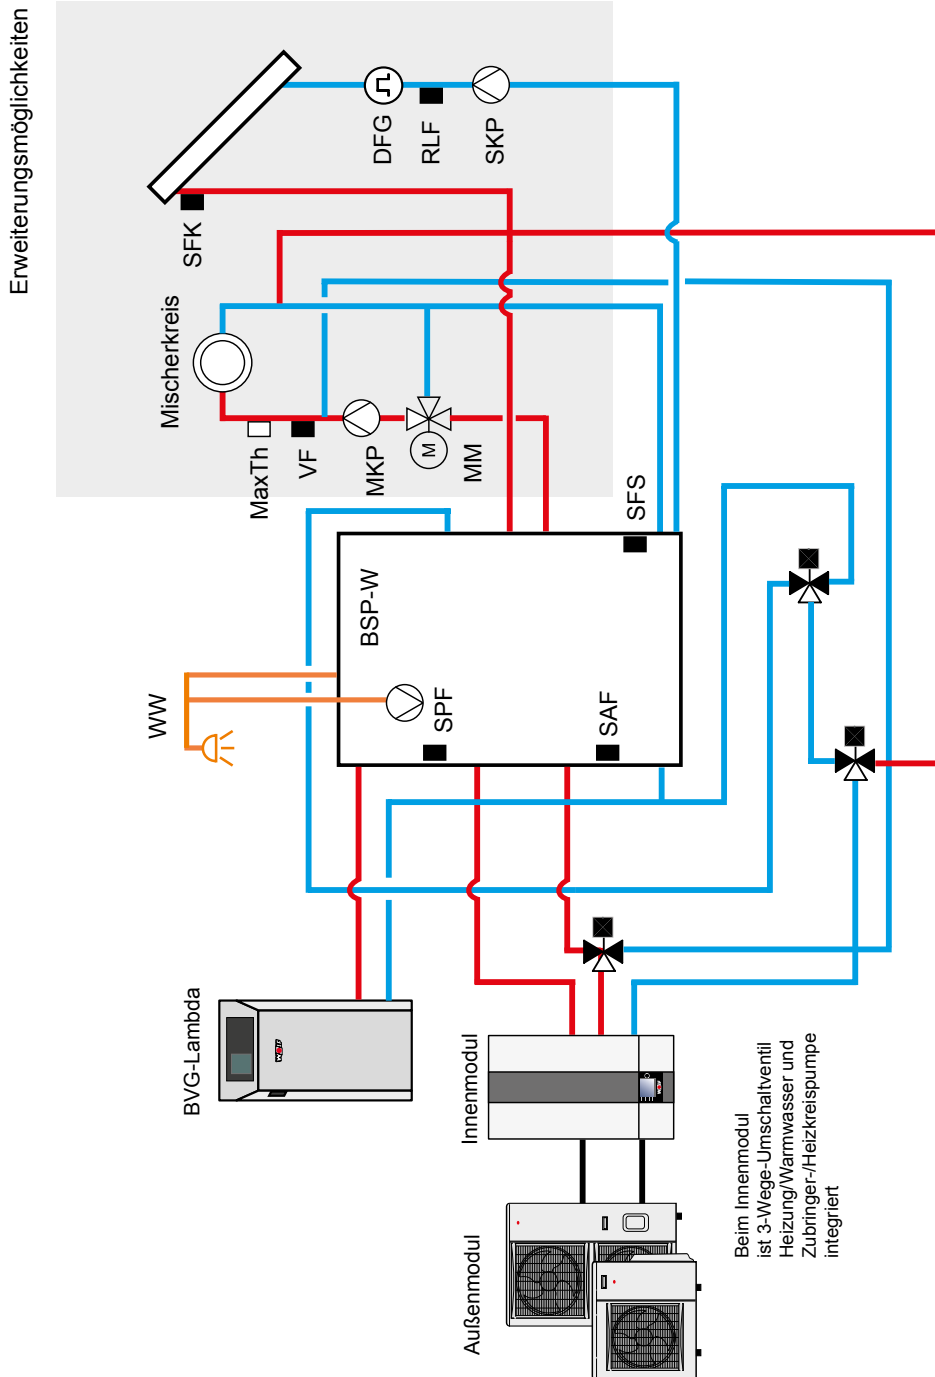 Erweiterungsmöglichkeiten
SFK
DFG
RLF
SKP
Mischerkreis
MaxTh
VF
MKP
M
MM
WW
BSP-W
SFS
SPF
SAF
BVG-Lambda
WOLF
Innenmodul
Außenmodul
Beim Innenmodul
ist 3-Wege-Umschaltventil
Heizung/Warmwasser und
Zubringer-/Heizkreispumpe
integriert